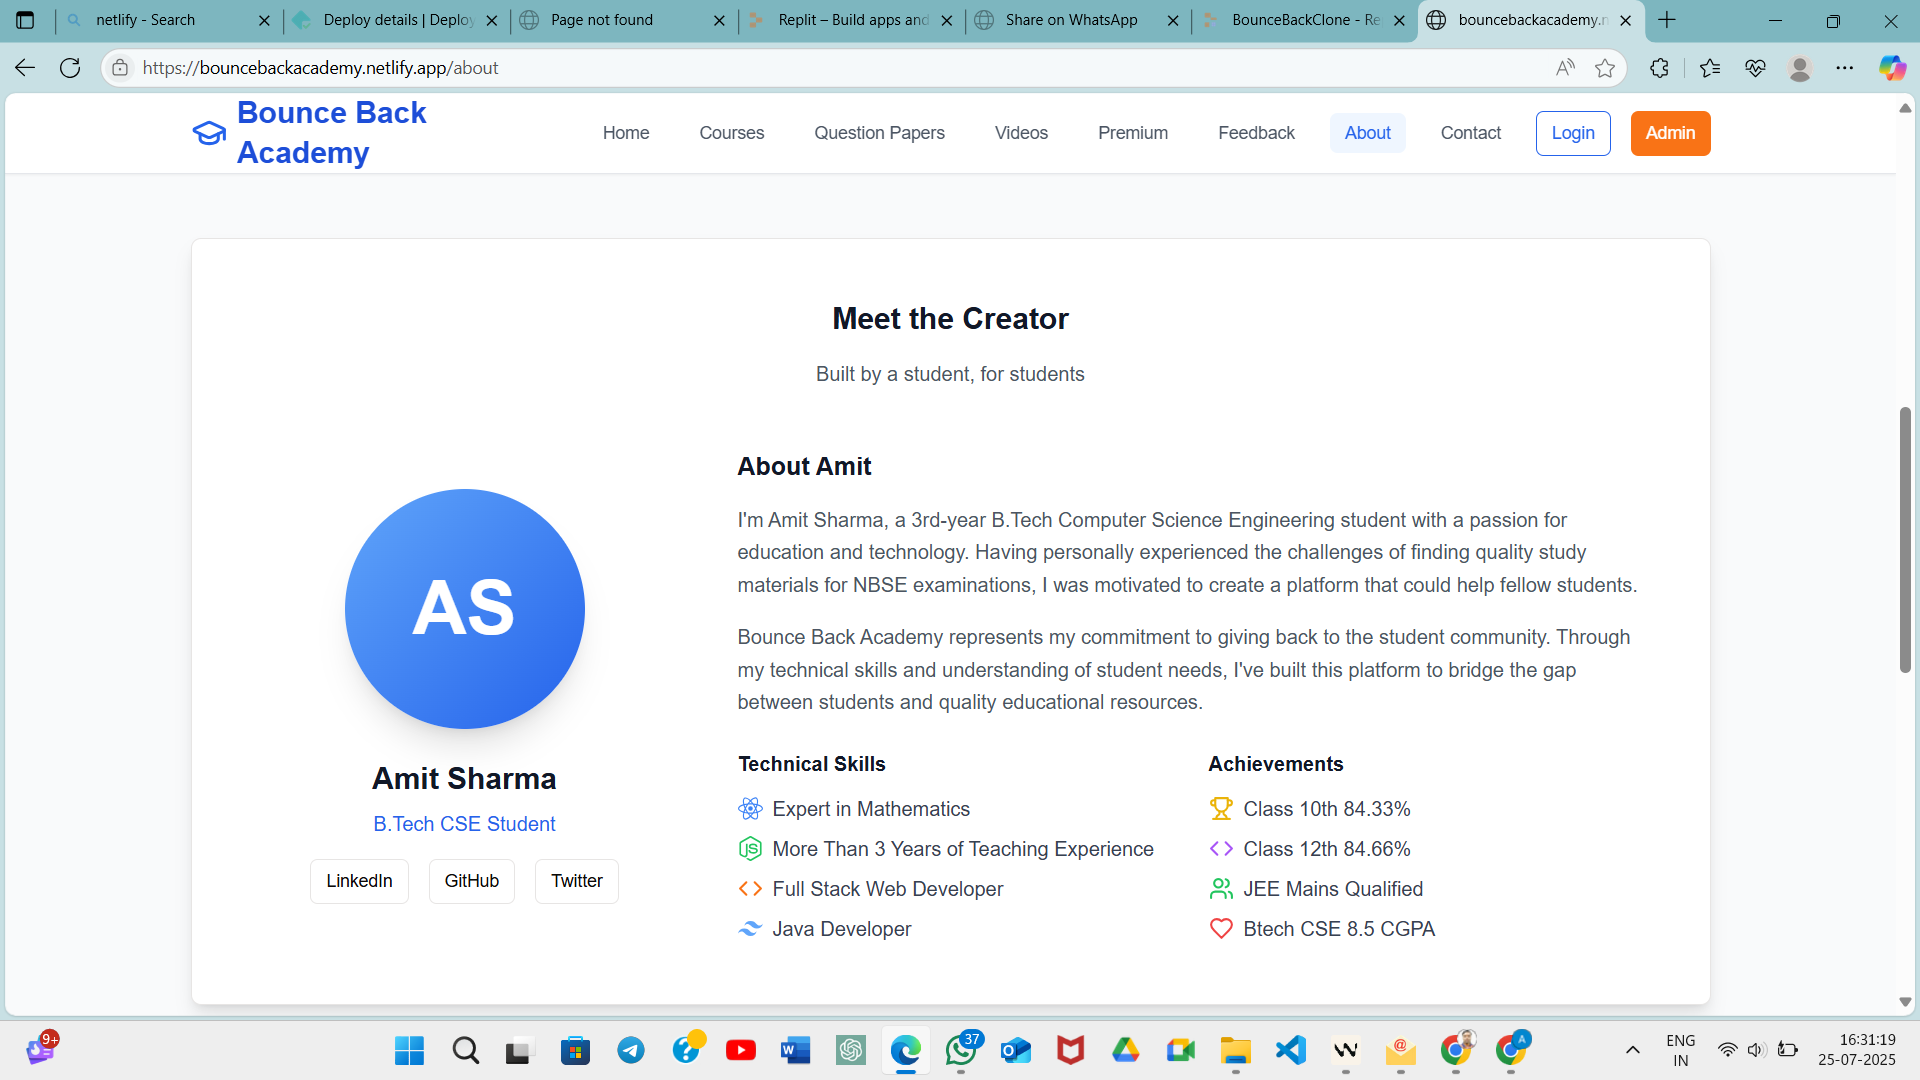 netlify - Search
Deploy details | Deploy
Page not found
Replit – Build apps and
Share on WhatsApp
BounceBackClone - Re
bouncebackacademy.n
https://bouncebackacademy.netlify.app/about
Bounce Back
Academy
Home
Courses
Question Papers
Videos
Premium
Feedback
About
Contact
Login
Admin
Meet the Creator
Built by a student, for students
AS
Amit Sharma
B.Tech CSE Student
LinkedIn
GitHub
Twitter
About Amit
I'm Amit Sharma, a 3rd-year B.Tech Computer Science Engineering student with a passion for
education and technology. Having personally experienced the challenges of finding quality study
materials for NBSE examinations, I was motivated to create a platform that could help fellow students.
Bounce Back Academy represents my commitment to giving back to the student community. Through
my technical skills and understanding of student needs, I've built this platform to bridge the gap
between students and quality educational resources.
Technical Skills
Expert in Mathematics
More Than 3 Years of Teaching Experience
Full Stack Web Developer
Java Developer
Achievements
Class 10th 84.33%
Class 12th 84.66%
JEE Mains Qualified
Btech CSE 8.5 CGPA
9+
37
A
ENG
IN
16:31:19
25-07-2025